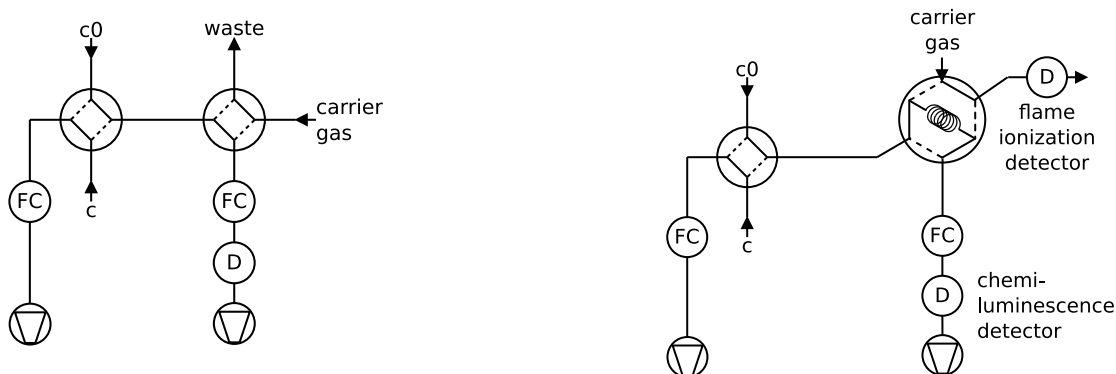 c0
waste
carrier
gas
FC
c
FC
D
carrier
gas
c0
D
flame
ionization
detector
FC
c
FC
D
chemi-
luminescence
detector